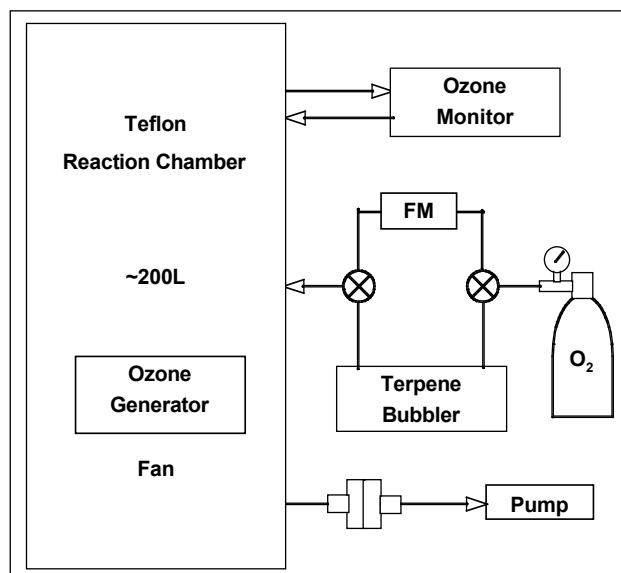 Teflon
Reaction Chamber
~200L
Ozone
Generator
Fan
Ozone
Monitor
FM
Terpene
Bubbler
O₂
Pump